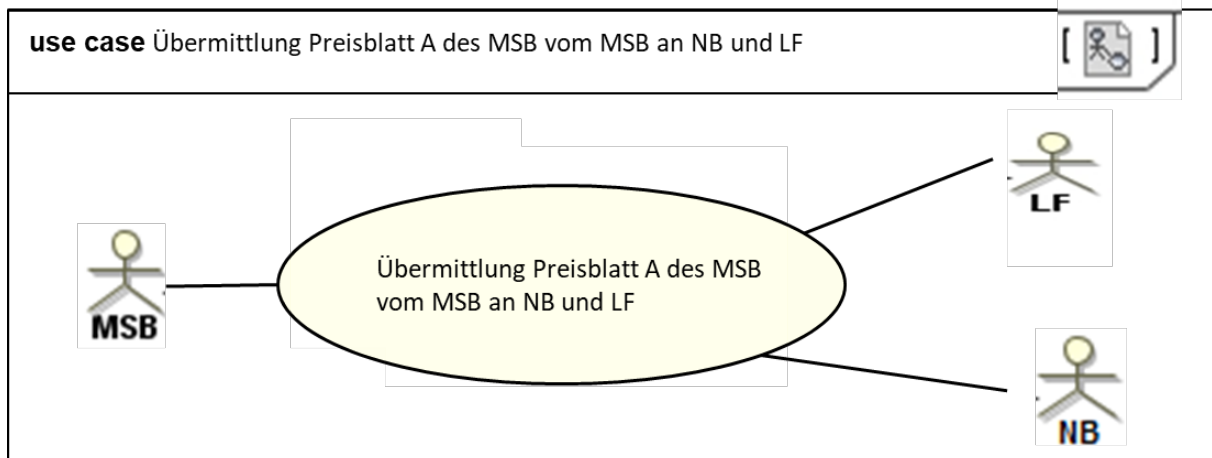 use case Übermittlung Preisblatt A des MSB vom MSB an NB und LF
LF
Übermittlung Preisblatt A des MSB
vom MSB an NB und LF
MSB
NB